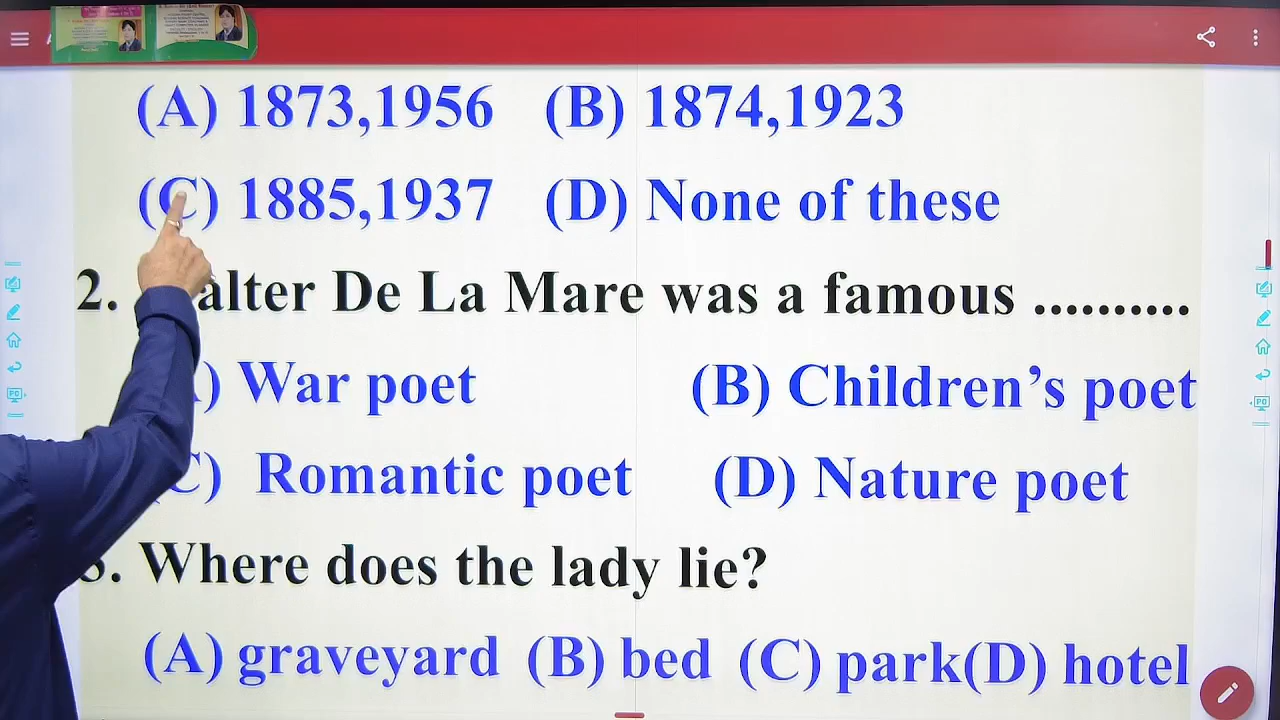 (A) 1873,1956 (B) 1874,1923
(C) 1885,1937 (D) None of these
2. alter De La Mare was a famous ..........
) War poet (B) Children’s poet
C) Romantic poet (D) Nature poet
3. Where does the lady lie?
(A) graveyard (B) bed (C) park(D) hotel